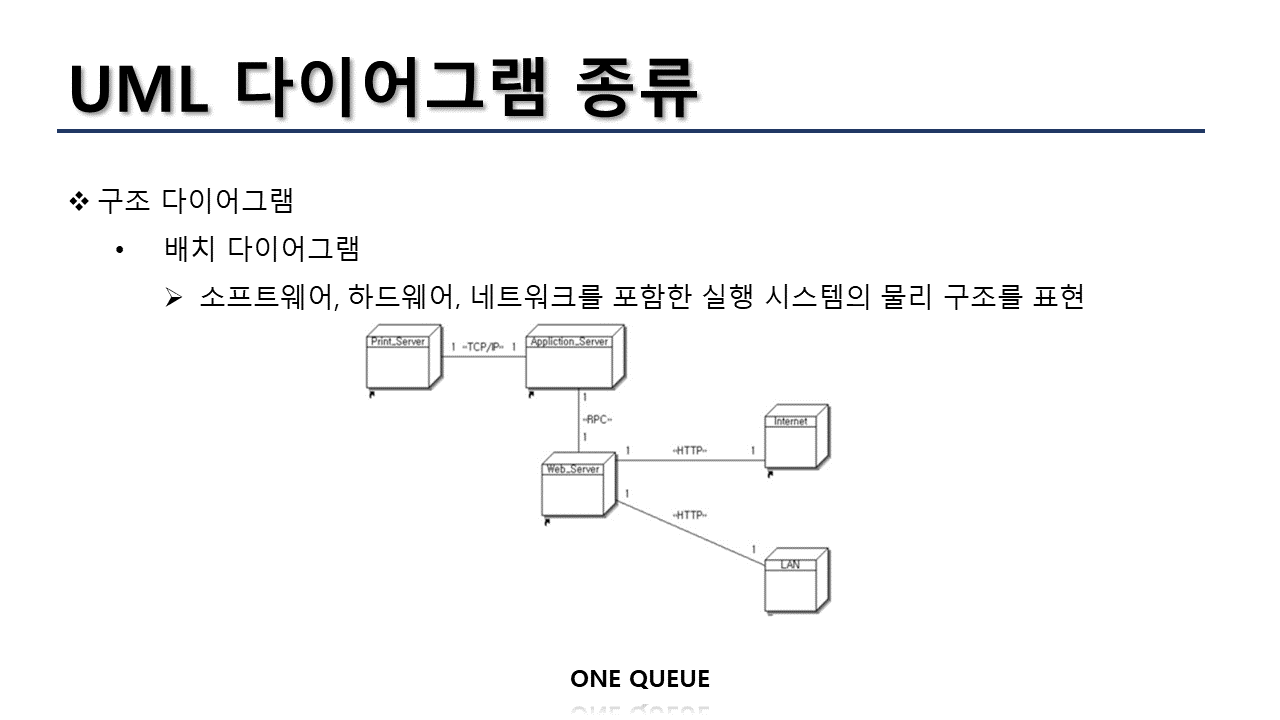 UML 다이어그램 종류
❖ 구조 다이어그램
• 배치 다이어그램
➢ 소프트웨어, 하드웨어, 네트워크를 포함한 실행 시스템의 물리 구조를 표현
Print_Server
1 «TCP/IP» 1
Appliction_Server
1
«RPC»
1
Web_Server
1 «HTTP» 1
Internet
1
«HTTP»
1
LAN
ONE QUEUE